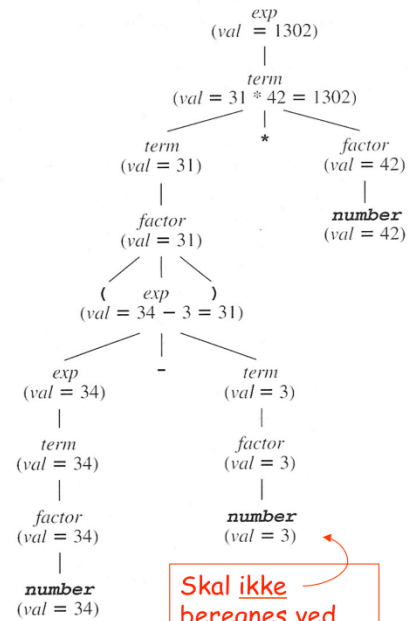 exp
(val = 1302)
term
(val = 31 * 42 = 1302)
term * factor
(val = 31) (val = 42)
factor number
(val = 31) (val = 42)
( exp )
(val = 34 − 3 = 31)
exp - term
(val = 34) (val = 3)
term factor
(val = 34) (val = 3)
factor number
(val = 34) (val = 3)
number
(val = 34)
Skal ikke
beregnes ved